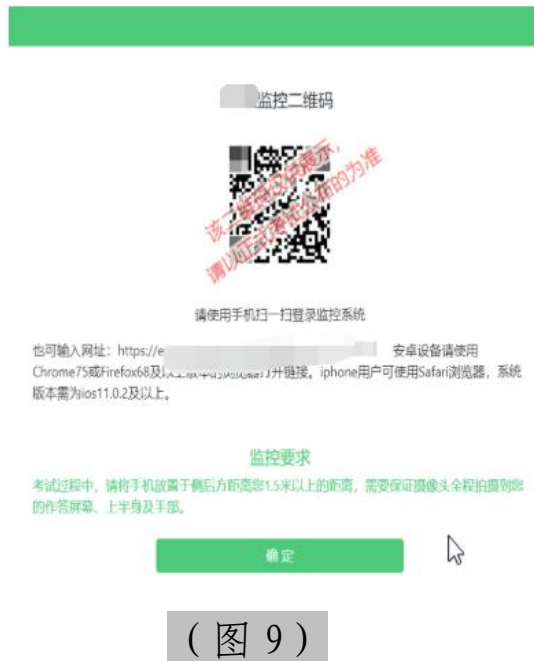 监控二维码
该二维码仅供展示，
请以正式考试公布的为准
请使用手机扫一扫登录监控系统
也可输入网址：https://e 安卓设备请使用
Chrome75或Firefox68及以上版本的浏览器打开链接。iphone用户可使用Safari浏览器，系统
版本需为ios11.0.2及以上。
监控要求
考试过程中，请将手机放置于侧后方距离您1.5米以上的距离，需要保证摄像头全程拍摄到您
的作答屏幕、上半身及手部。
确定
（图 9）